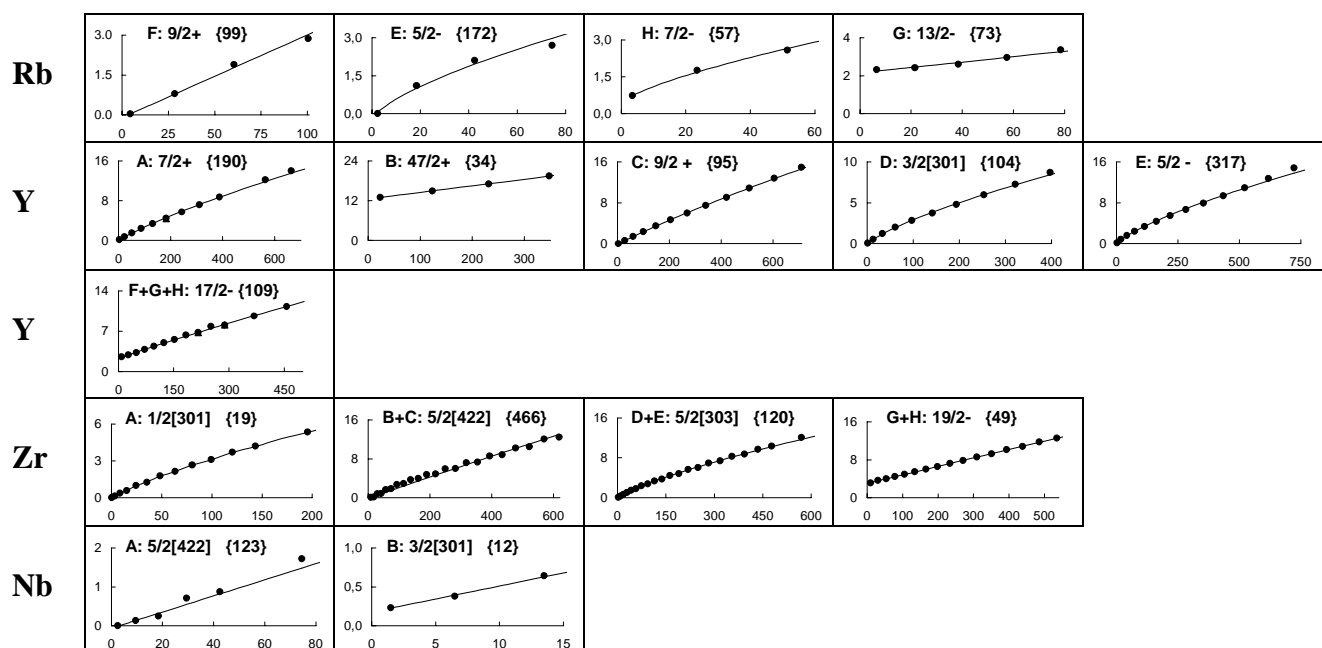 Rb
F: 9/2+ {99}
3.0
1.5
0.0
0 25 50 75 100
E: 5/2- {172}
3,0
1,5
0,0
0 20 40 60 80
H: 7/2- {57}
3,0
1,5
0,0
0 20 40 60
G: 13/2- {73}
4
2
0
0 20 40 60 80
Y
A: 7/2+ {190}
16
8
0
0 200 400 600
B: 47/2+ {34}
24
16
8
0
0 100 200 300
C: 9/2 + {95}
16
8
0
0 200 400 600
D: 3/2[301] {104}
10
5
0
0 100 200 300 400
E: 5/2 - {317}
16
8
0
0 250 500 750
Y
F+G+H: 17/2- {109}
14
7
0
0 150 300 450
Zr
A: 1/2[301] {19}
6
3
0
0 50 100 150 200
B+C: 5/2[422] {466}
16
8
0
0 200 400 600
D+E: 5/2[303] {120}
16
8
0
0 150 300 450 600
G+H: 19/2- {49}
16
8
0
0 100 200 300 400 500
Nb
A: 5/2[422] {123}
2
1
0
0 20 40 60 80
B: 3/2[301] {12}
1,0
0,5
0,0
0 5 10 15